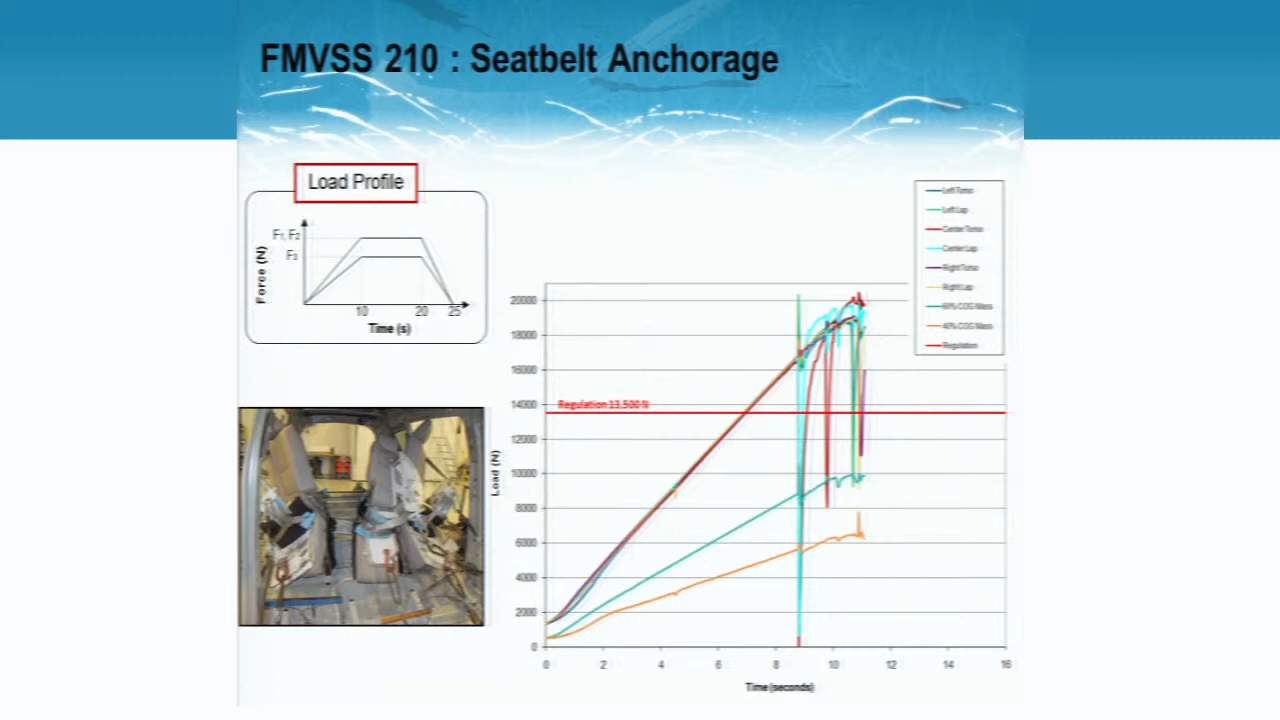 FMVSS 210 : Seatbelt Anchorage
Load Profile
F1, F2
F3
Force (N)
10
20
25
Time (s)
Left Torso
Left Lap
Center Torso
Center Lap
Right Torso
Right Lap
60% COG Mass
40% COG Mass
Regulation
20000
18000
16000
14000
Regulation 13,500 N
12000
10000
8000
6000
4000
2000
0
Load (N)
0
2
4
6
8
10
12
14
16
Time (seconds)